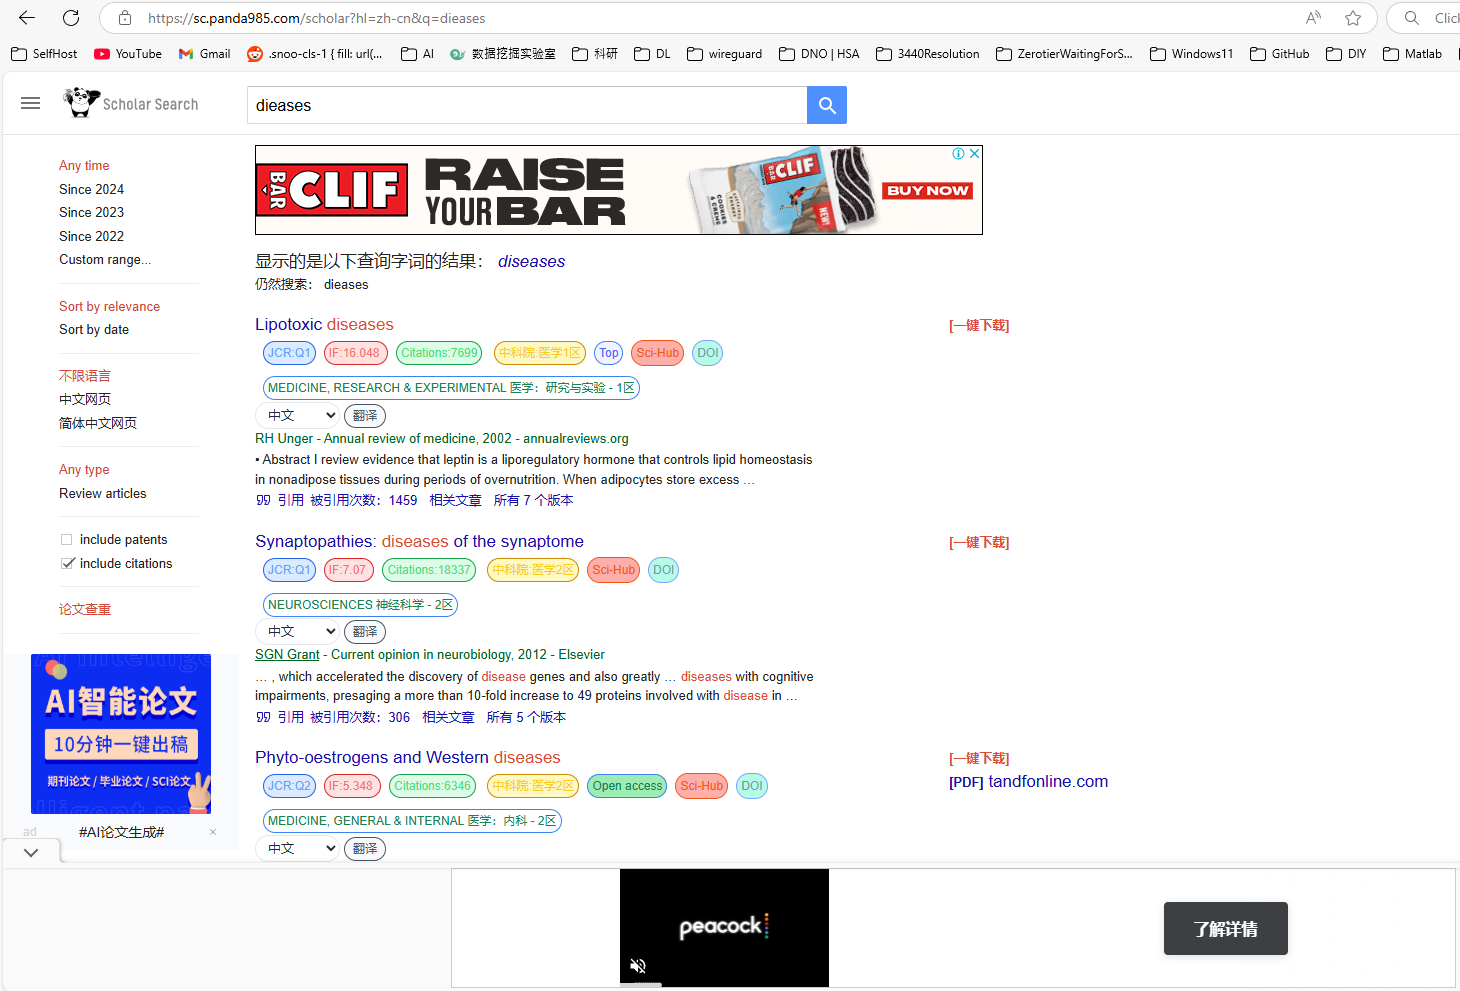 https://sc.panda985.com/scholar?hl=zh-cn&q=dieases
SelfHost YouTube Gmail .snoo-cls-1 { fill: url(... AI 数据挖掘实验室 科研 DL wireguard DNO | HSA 3440Resolution ZerotierWaitingForS... Windows11 GitHub DIY Matlab
Scholar Search
dieases
Any time
Since 2024
Since 2023
Since 2022
Custom range...
Sort by relevance
Sort by date
不限语言
中文网页
简体中文网页
Any type
Review articles
include patents
include citations
论文查重
AI智能论文
10分钟一键出稿
期刊论文 / 毕业论文 / SCI论文
ad #AI论文生成# ×
CLIF BAR
RAISE
YOUR BAR
CLIF BAR
COOKIES & CREME
NEW!
BUY NOW
显示的是以下查询字词的结果： diseases
仍然搜索： dieases
Lipotoxic diseases [一键下载]
JCR:Q1 IF:16.048 Citations:7699 中科院:医学1区 Top Sci-Hub DOI
MEDICINE, RESEARCH & EXPERIMENTAL 医学：研究与实验 - 1区
中文 翻译
RH Unger - Annual review of medicine, 2002 - annualreviews.org
▪ Abstract I review evidence that leptin is a liporegulatory hormone that controls lipid homeostasis
in nonadipose tissues during periods of overnutrition. When adipocytes store excess …
引用 被引用次数：1459 相关文章 所有 7 个版本
Synaptopathies: diseases of the synaptome [一键下载]
JCR:Q1 IF:7.07 Citations:18337 中科院:医学2区 Sci-Hub DOI
NEUROSCIENCES 神经科学 - 2区
中文 翻译
SGN Grant - Current opinion in neurobiology, 2012 - Elsevier
… , which accelerated the discovery of disease genes and also greatly … diseases with cognitive
impairments, presaging a more than 10-fold increase to 49 proteins involved with disease in …
引用 被引用次数：306 相关文章 所有 5 个版本
Phyto-oestrogens and Western diseases [一键下载]
[PDF] tandfonline.com
JCR:Q2 IF:5.348 Citations:6346 中科院:医学2区 Open access Sci-Hub DOI
MEDICINE, GENERAL & INTERNAL 医学：内科 - 2区
中文 翻译
peacock
了解详情